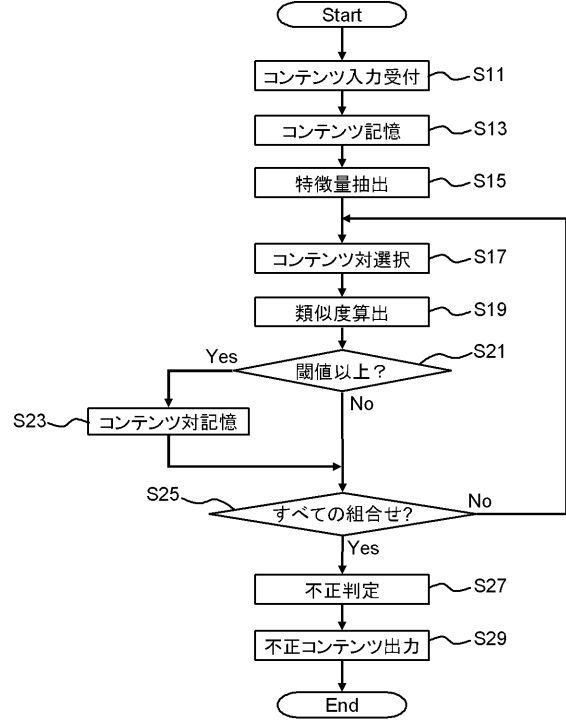 Start
コンテンツ入力受付
S11
コンテンツ記憶
S13
特徴量抽出
S15
コンテンツ対選択
S17
類似度算出
S19
閾値以上?
S21
Yes
No
S23
コンテンツ対記憶
S25
すべての組合せ?
No
Yes
不正判定
S27
不正コンテンツ出力
S29
End